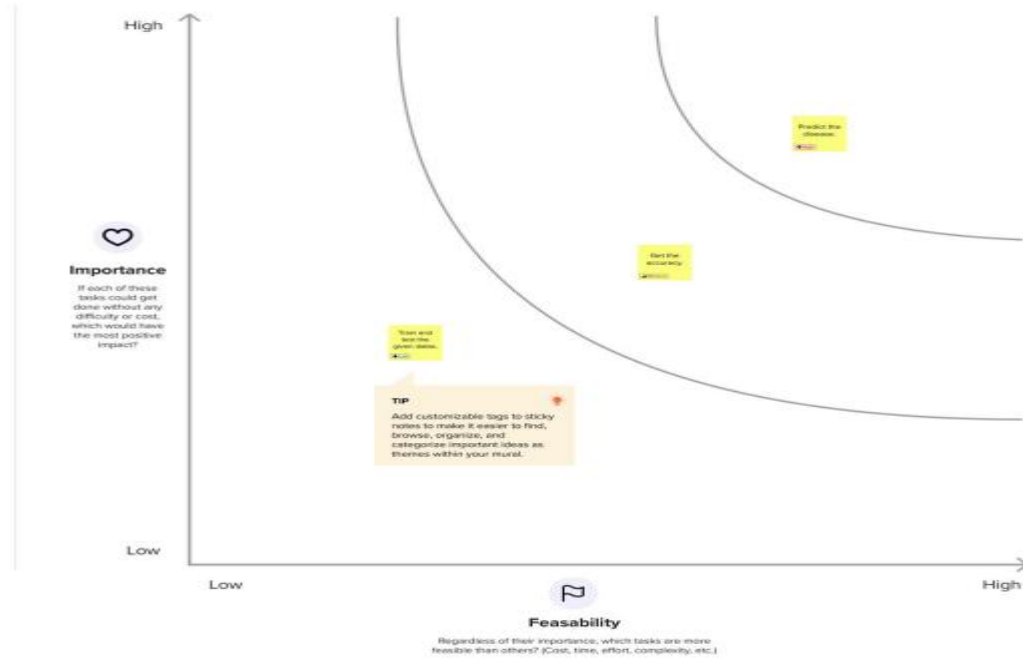 High
Predict the
disease.
Get the
accuracy
Importance
If each of these
tasks could get
done without any
difficulty or cost,
which would have
the most positive
impact?
Train and
test the
given
TIP
Add customizable tags to sticky
notes to make it easier to find,
browse, organize, and
categorize important ideas as
themes within your mural.
Low
Low
High
Feasability
Regardless of their importance, which tasks are more
feasible than others? (Cost, time, effort, complexity, etc.)